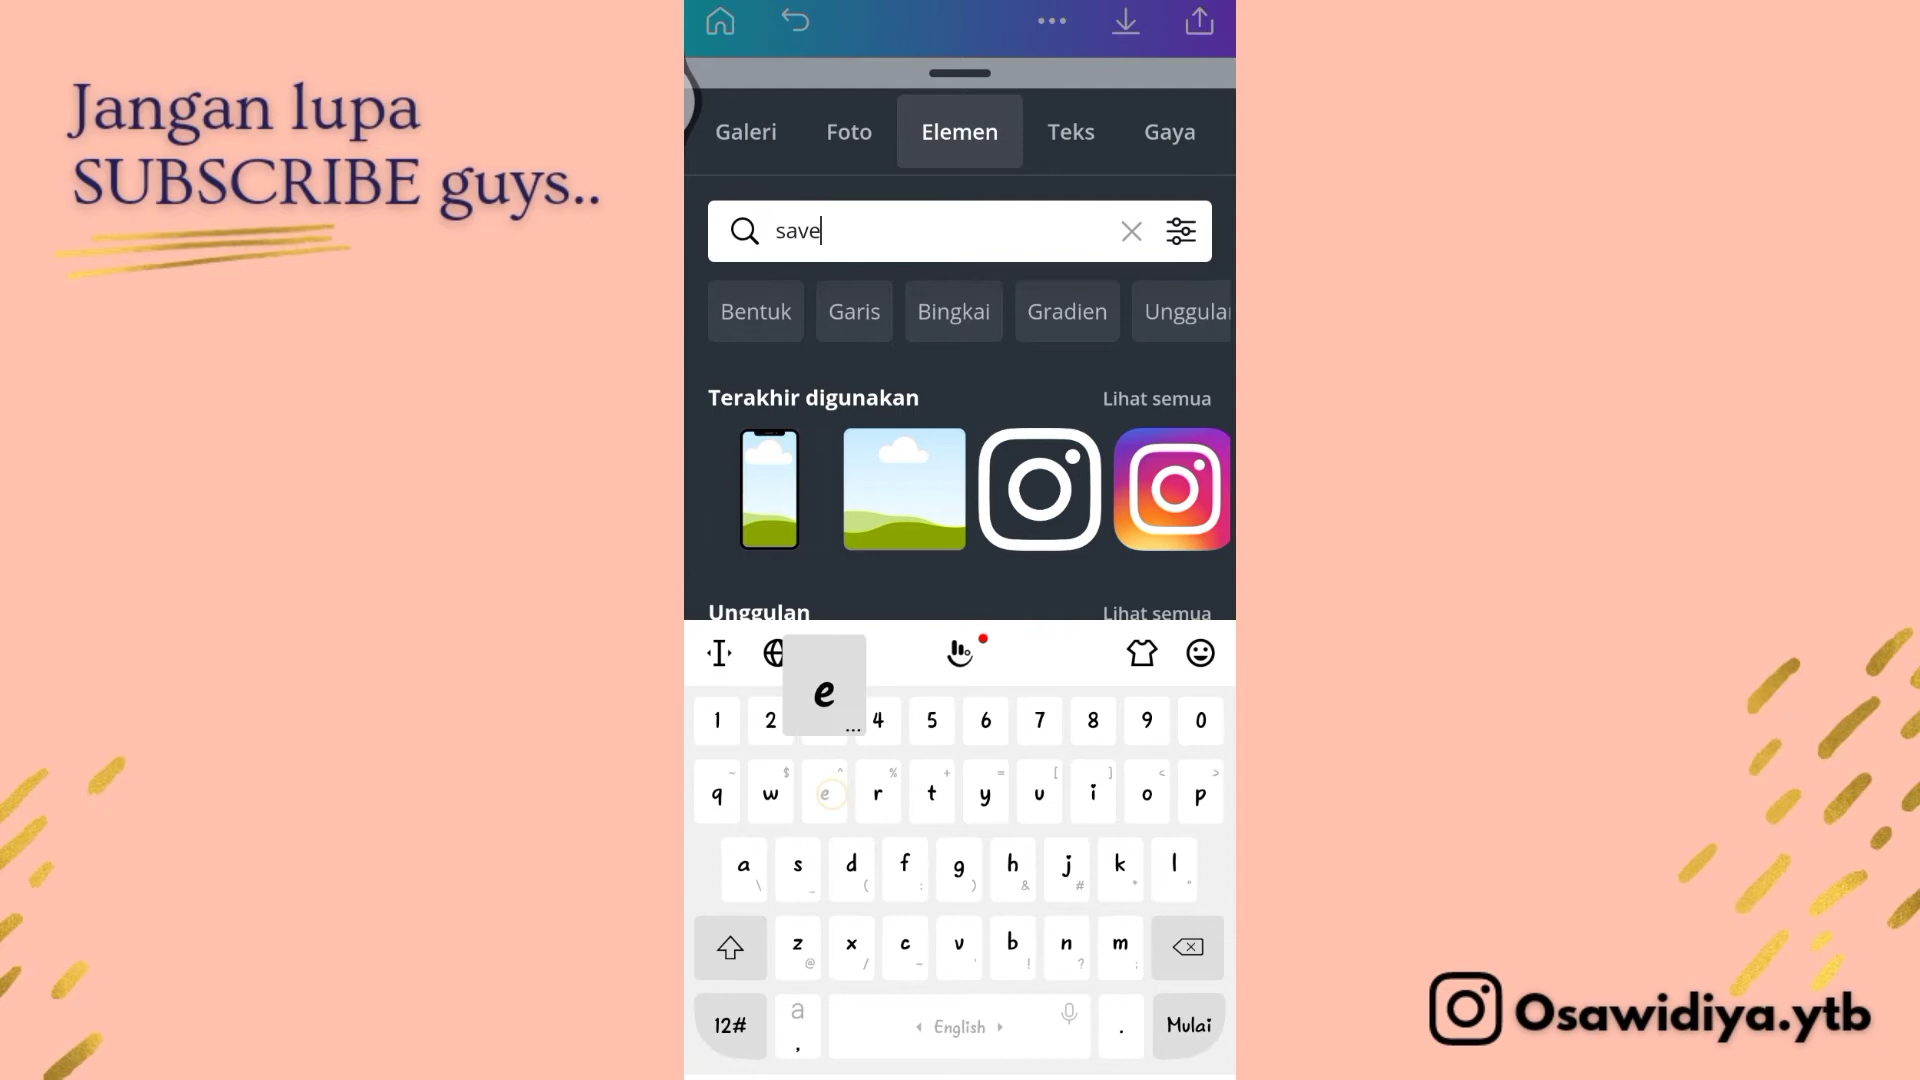 Jangan lupa
SUBSCRIBE guys..
Galeri Foto Elemen Teks Gaya
save
Bentuk Garis Bingkai Gradien Unggula
Terakhir digunakan Lihat semua
Unggulan Lihat semua
e
...
1 2 4 5 6 7 8 9 0
~ $ ^ % + = [ ] < >
q w e r t y u i o p
a s d f g h j k l
\ _ ( : ) & # * "
z x c v b n m
@ / - ' ! ? ;
12# a , English . Mulai
Osawidiya.ytb